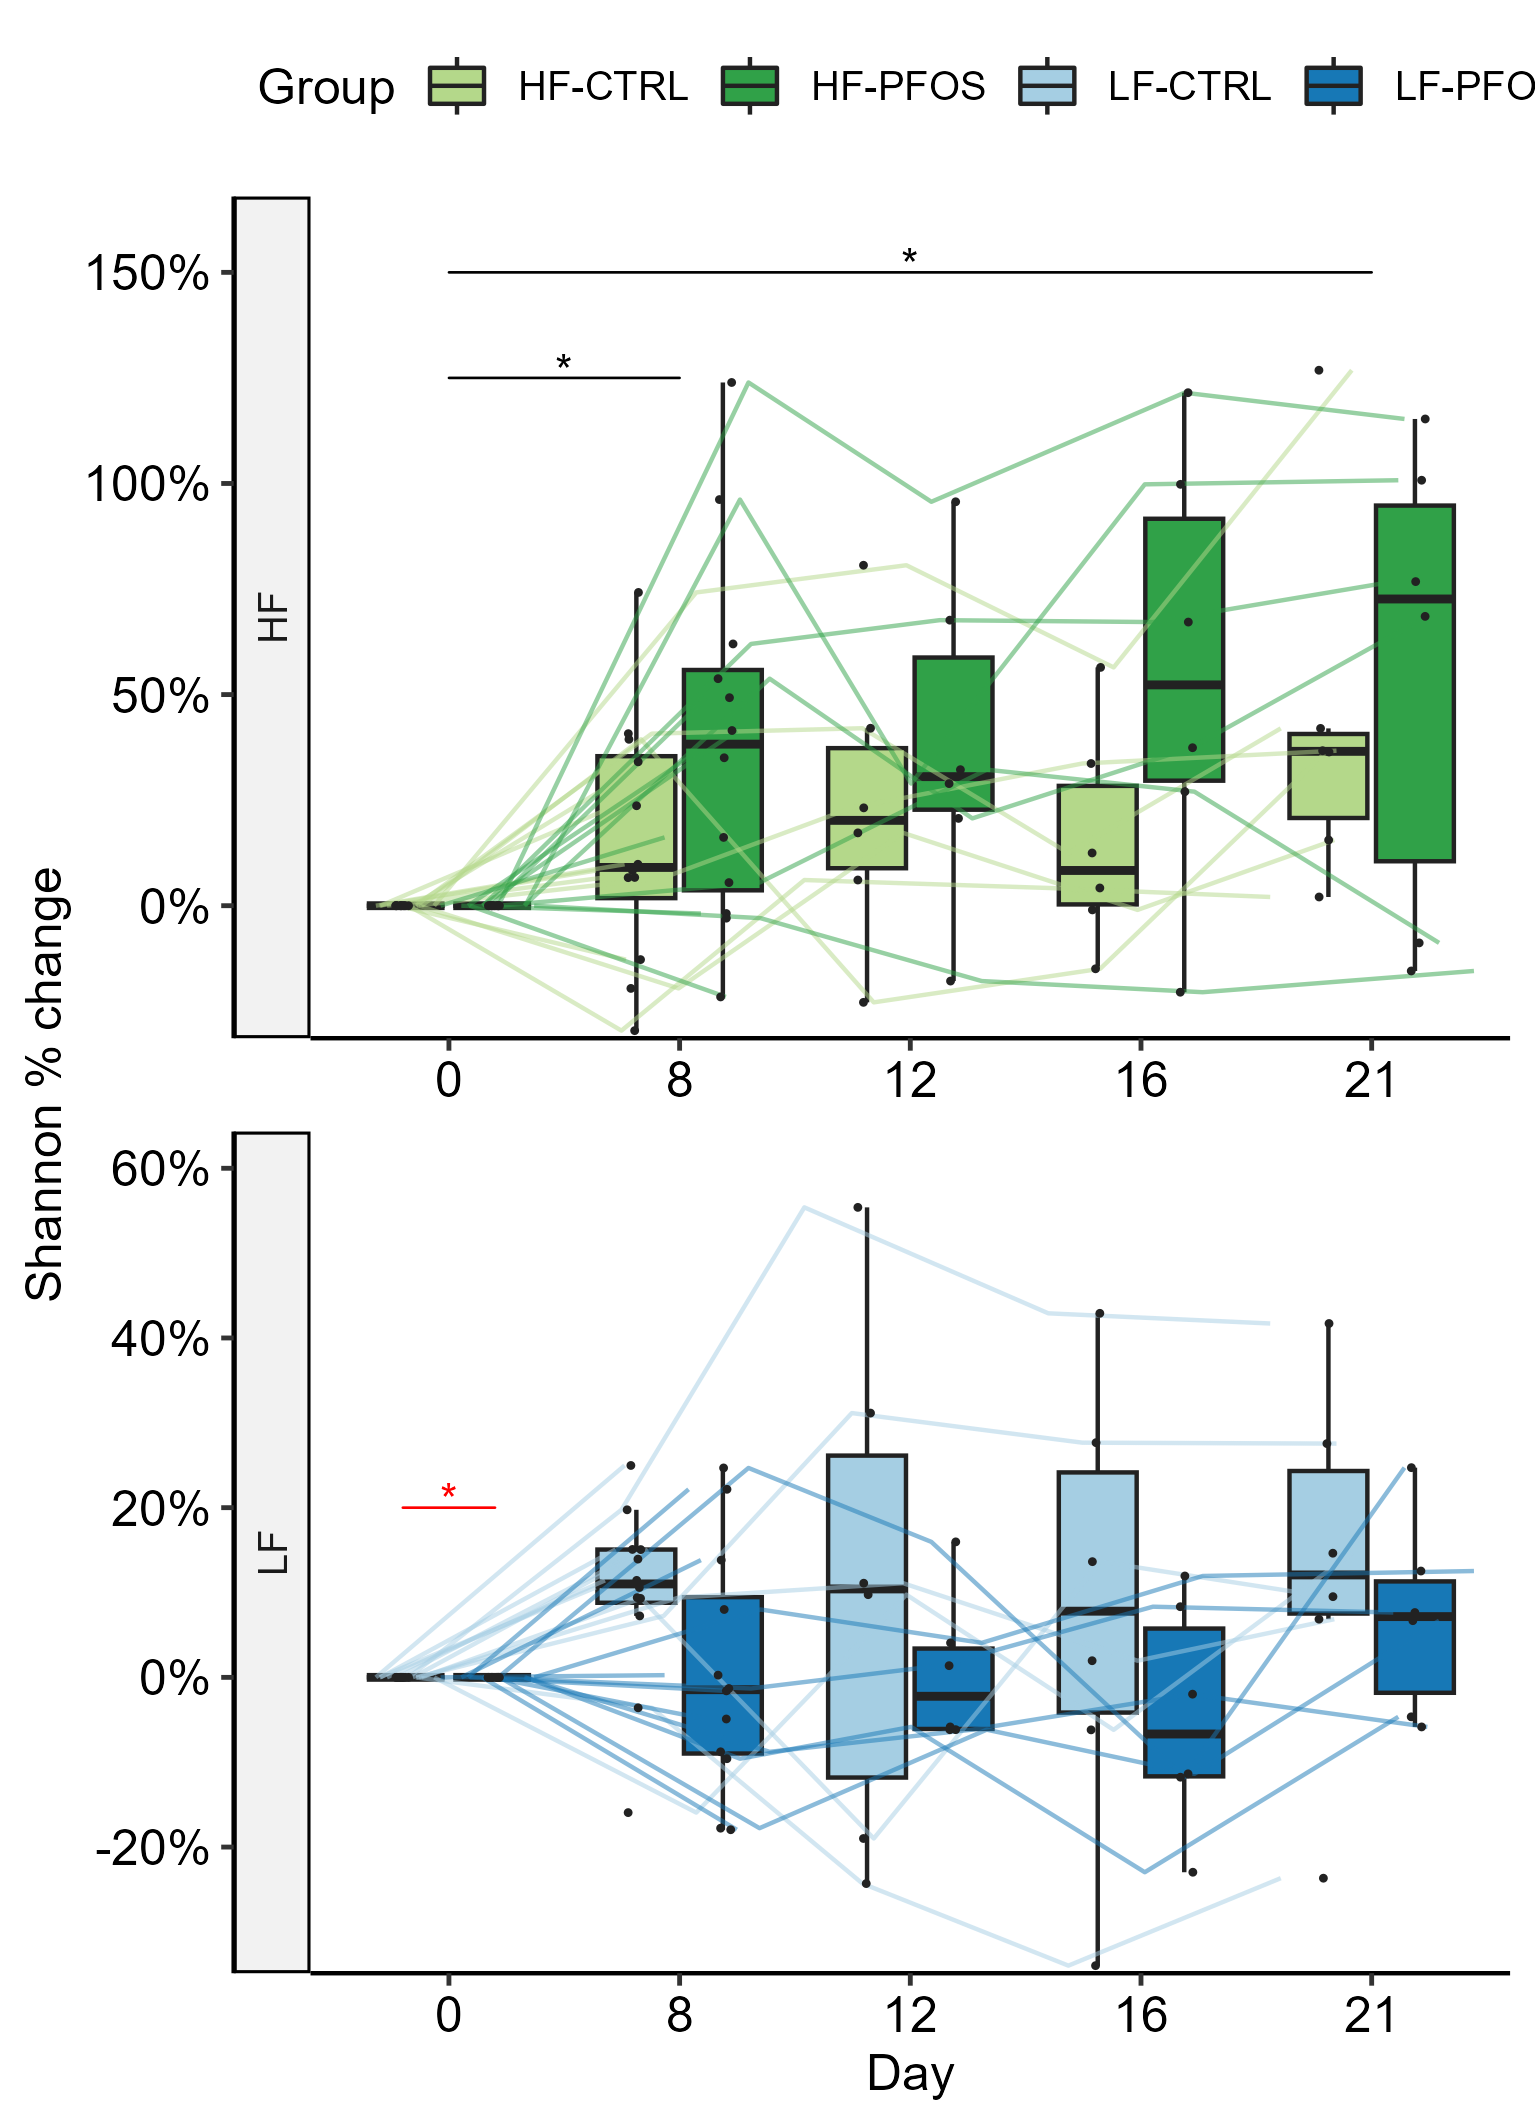 Group HF-CTRL HF-PFOS LF-CTRL LF-PFO
150%
*
*
100%
50%
0%
HF
0 8 12 16 21
Shannon % change
60%
40%
20%
*
0%
-20%
LF
0 8 12 16 21
Day